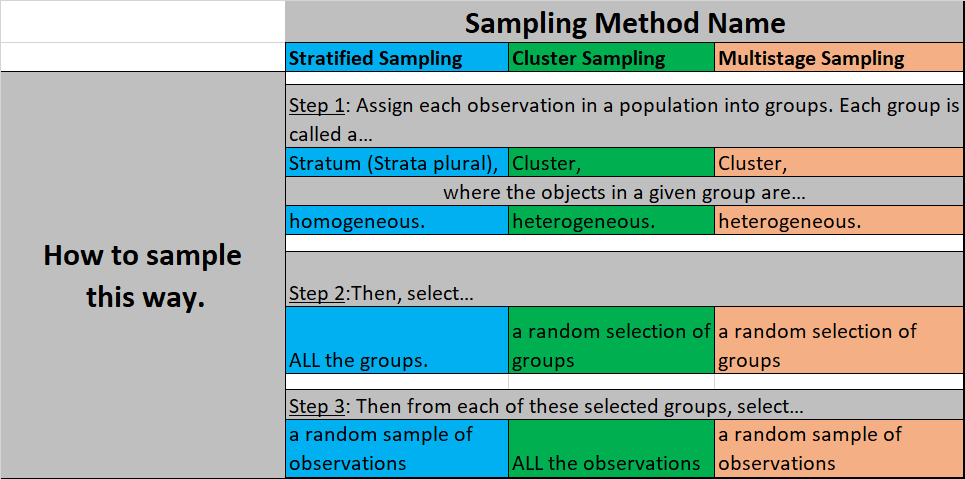 Sampling Method Name
Stratified Sampling
Cluster Sampling
Multistage Sampling
How to sample
this way.
Step 1: Assign each observation in a population into groups. Each group is
called a...
Stratum (Strata plural),
Cluster,
Cluster,
where the objects in a given group are...
homogeneous.
heterogeneous.
heterogeneous.
Step 2:Then, select...
ALL the groups.
a random selection of
groups
a random selection of
groups
Step 3: Then from each of these selected groups, select...
a random sample of
observations
ALL the observations
a random sample of
observations